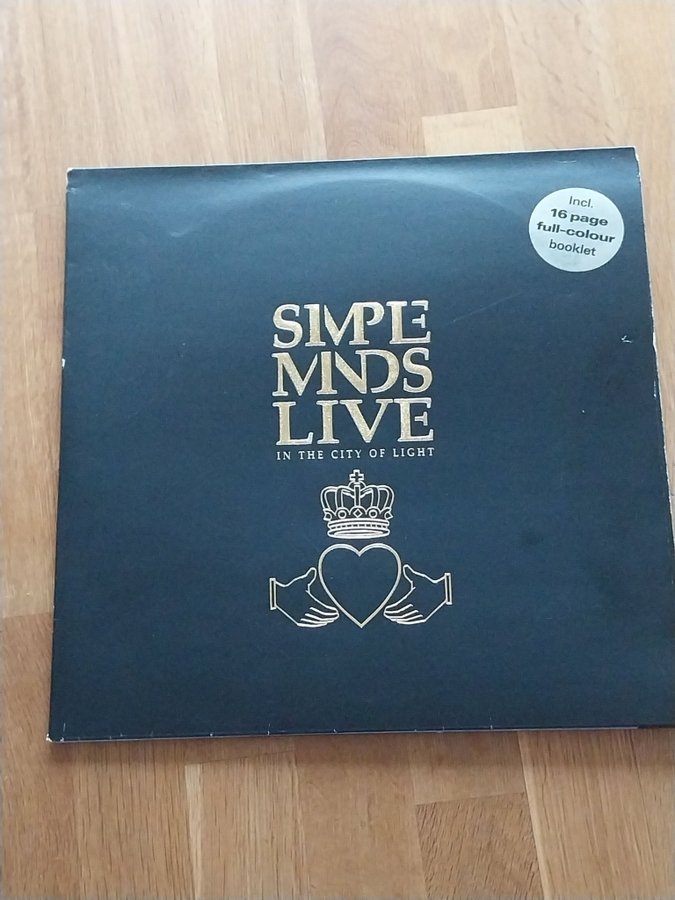 Incl.
16 page
full-colour
booklet
SIMPLE
MINDS
LIVE
IN THE CITY OF LIGHT